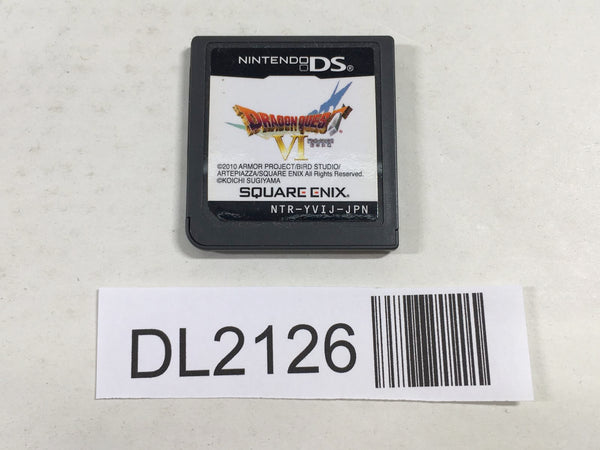 NINTENDO DS®
DRAGON QUEST
VI
©2010 ARMOR PROJECT/BIRD STUDIO/
ARTEPIAZZA/SQUARE ENIX All Rights Reserved.
©KOICHI SUGIYAMA
SQUARE ENIX®
NTR-YVIJ-JPN
DL2126